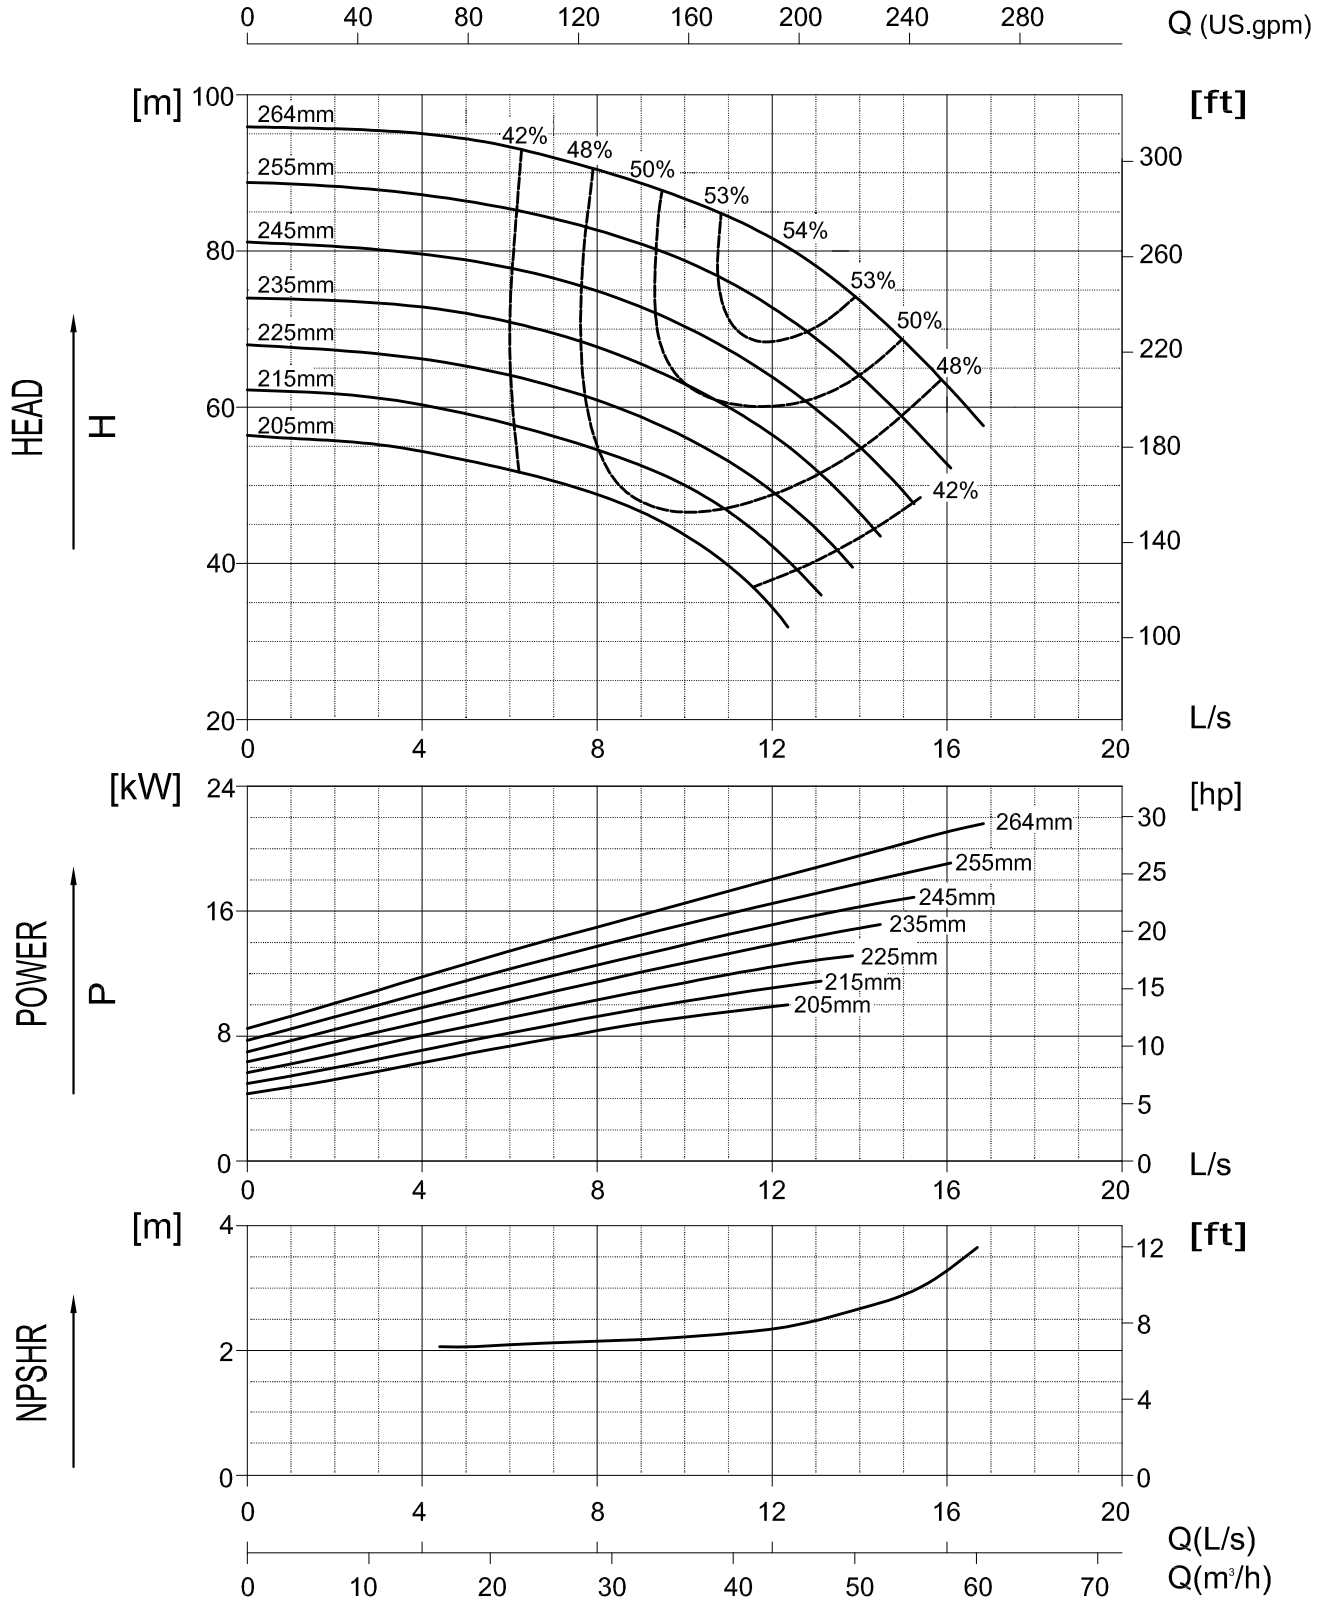 0 40 80 120 160 200 240 280 Q (US.gpm)
[m] 100 [ft]
264mm
42%
48%
300
255mm
50%
53%
245mm
54%
80
260
235mm
53%
50%
225mm
220
48%
215mm
60
205mm
180
HEAD
H
42%
140
40
100
20 L/s
0 4 8 12 16 20
[kW] 24 [hp]
30
264mm
255mm
25
245mm
16
235mm
20
225mm
215mm
15
205mm
POWER
P
8
10
5
0 0 L/s
0 4 8 12 16 20
[m] 4 [ft]
12
8
2
NPSHR
4
0 0
0 4 8 12 16 20
Q(L/s)
0 10 20 30 40 50 60 70 Q(m³/h)